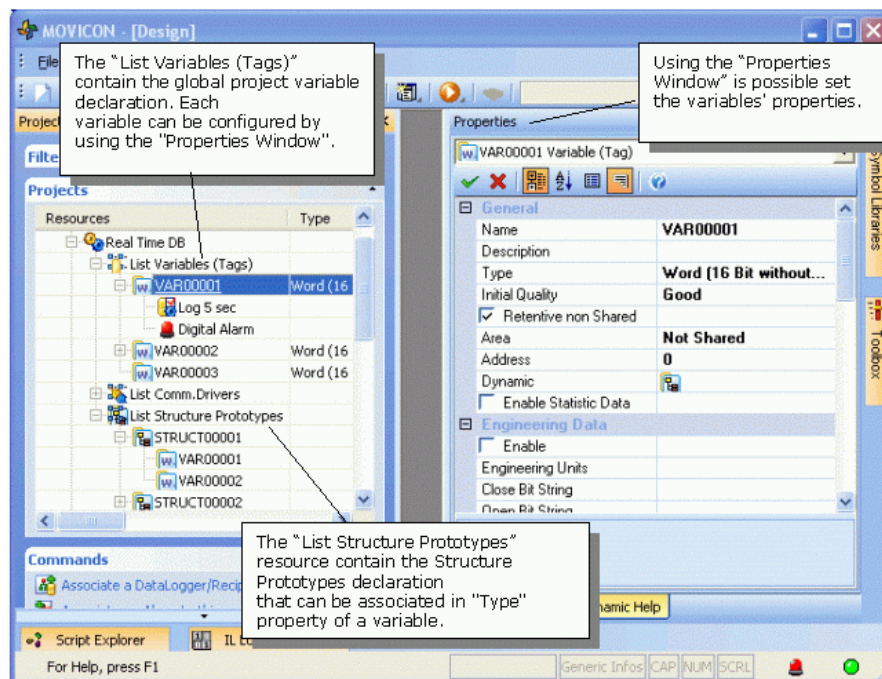 MOVICON - [Design]
File
The "List Variables (Tags)"
contain the global project variable
declaration. Each
variable can be configured by
using the "Properties Window".
Using the "Properties
Window" is possible set
the variables' properties.
Projec
Filte
Projects
Resources Type
Real Time DB
List Variables (Tags)
VAR00001 Word (16
Log 5 sec
Digital Alarm
VAR00002 Word (16
VAR00003 Word (16
List Comm.Drivers
List Structure Prototypes
STRUCT00001
VAR00001
VAR00002
STRUCT00002
Commands
Associate a DataLogger/Recip
Properties
VAR00001 Variable (Tag)
General
Name VAR00001
Description
Type Word (16 Bit without...
Initial Quality Good
Retentive non Shared
Area Not Shared
Address 0
Dynamic
Enable Statistic Data
Engineering Data
Enable
Engineering Units
Close Bit String
Open Bit String
Symbol Libraries
Toolbox
The "List Structure Prototypes"
resource contain the Structure
Prototypes declaration
that can be associated in "Type"
property of a variable.
namic Help
Script Explorer
IL
For Help, press F1
Generic Infos CAP NUM SCRL